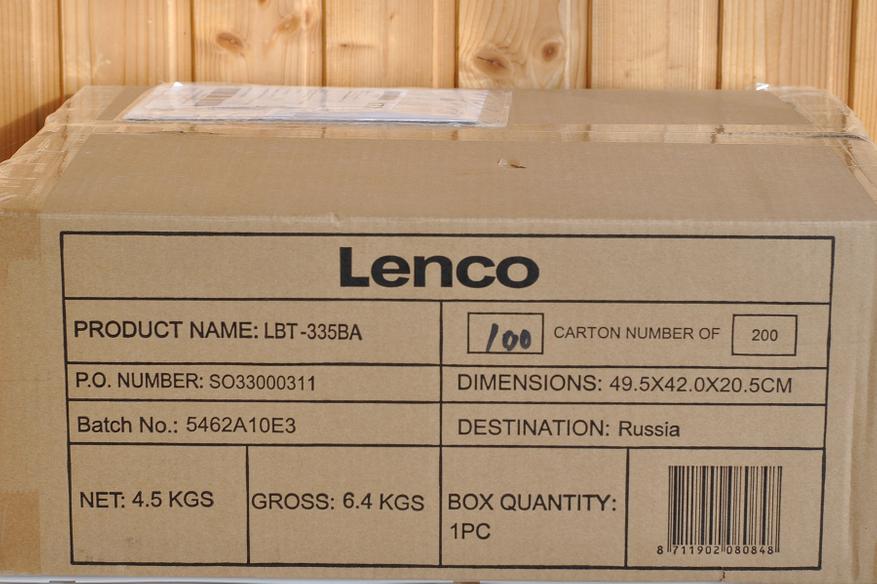 Lenco
PRODUCT NAME: LBT-335BA
100 CARTON NUMBER OF 200
P.O. NUMBER: SO33000311
DIMENSIONS: 49.5X42.0X20.5CM
Batch No.: 5462A10E3
DESTINATION: Russia
NET: 4.5 KGS
GROSS: 6.4 KGS
BOX QUANTITY:
1PC
8 711902 080848